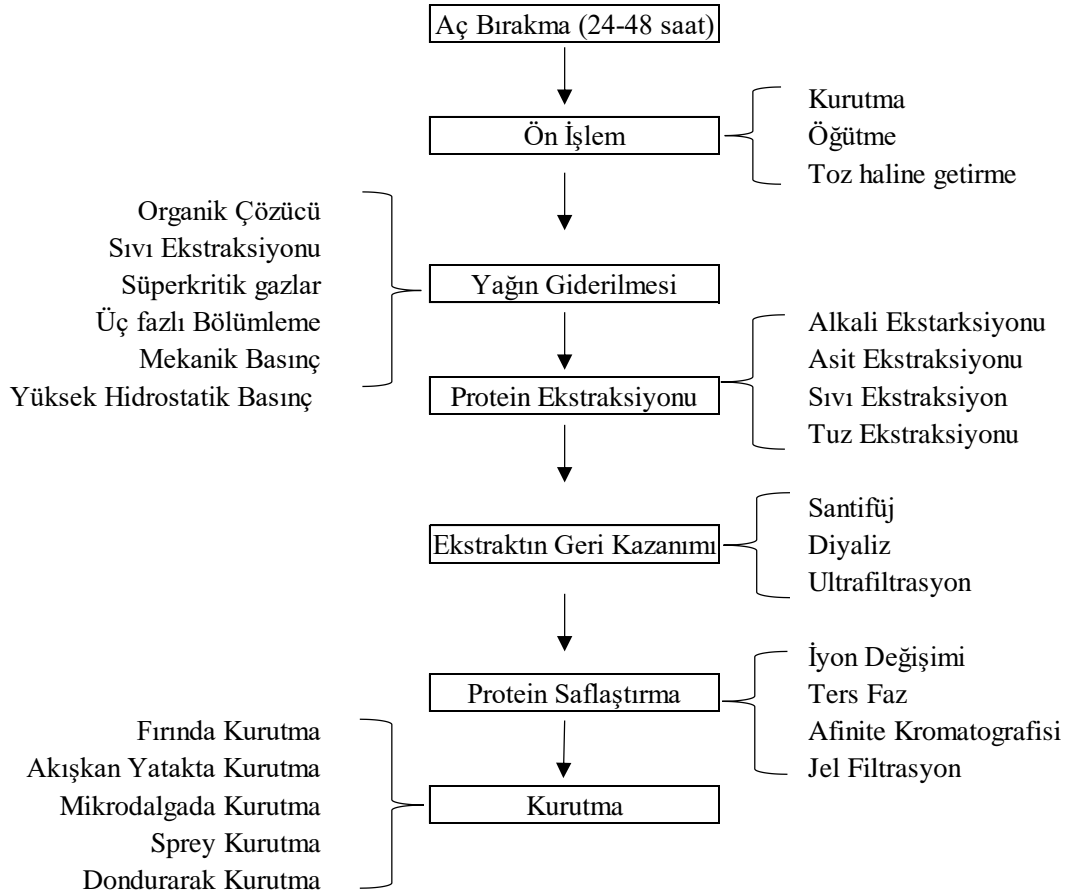 Aç Bırakma (24-48 saat)
Ön İşlem
Kurutma
Öğütme
Toz haline getirme
Organik Çözücü
Sıvı Ekstraksiyonu
Süperkritik gazlar
Üç fazlı Bölümleme
Mekanik Basınç
Yüksek Hidrostatik Basınç
Yağın Giderilmesi
Protein Ekstraksiyonu
Alkali Ekstarksiyonu
Asit Ekstraksiyonu
Sıvı Ekstraksiyon
Tuz Ekstraksiyonu
Ekstraktın Geri Kazanımı
Santifüj
Diyaliz
Ultrafiltrasyon
Protein Saflaştırma
İyon Değişimi
Ters Faz
Afinite Kromatografisi
Jel Filtrasyon
Fırında Kurutma
Akışkan Yatakta Kurutma
Mikrodalgada Kurutma
Sprey Kurutma
Dondurarak Kurutma
Kurutma